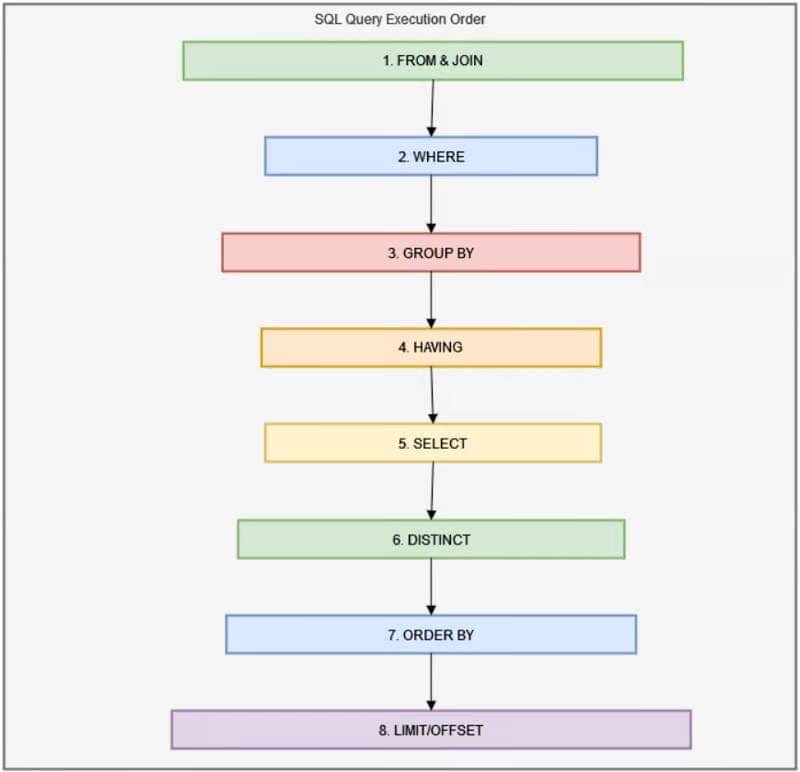 SQL Query Execution Order
1. FROM & JOIN
2. WHERE
3. GROUP BY
4. HAVING
5. SELECT
6. DISTINCT
7. ORDER BY
8. LIMIT/OFFSET